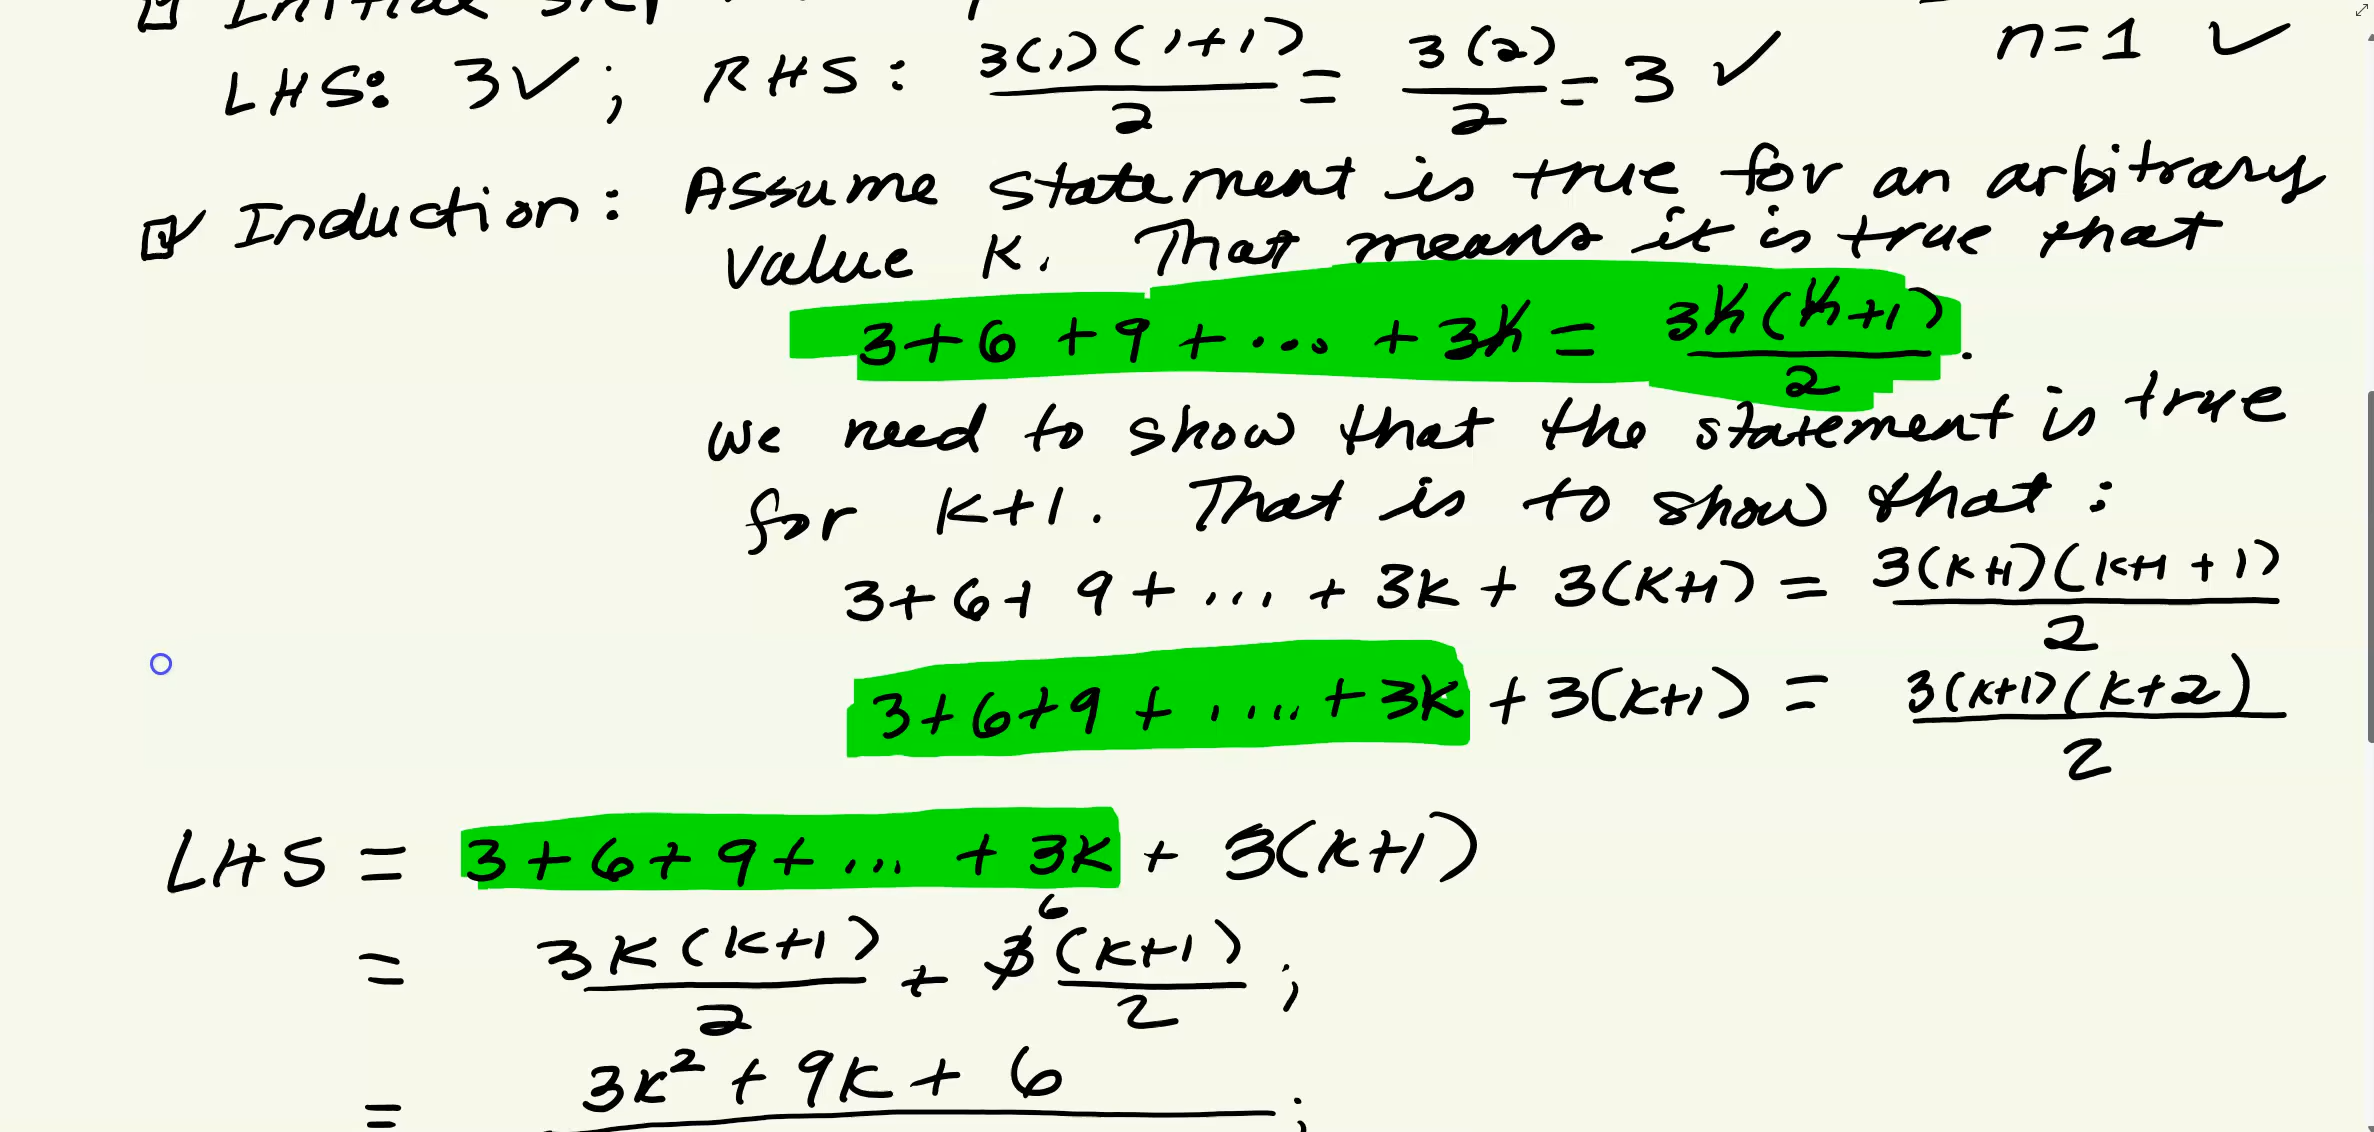 Initial step
LHS: 3✓ ; RHS: 3(1)(1+1)/2 = 3(2)/2 = 3 ✓ n=1 ✓
☑ Induction: Assume statement is true for an arbitrary
value k. That means it is true that
3+6+9+... +3k = 3k(k+1)/2.
we need to show that the statement is true
for k+1. That is to show that:
3+6+9+...+3k+3(k+1) = 3(k+1)(k+1+1)/2
3+6+9+.....+3k+3(k+1) = 3(k+1)(k+2)/2
LHS = 3+6+9+... +3k + 3(k+1)
= 3k(k+1)/2 + 6(k+1)/2 ;
= 3k²+9k+6 ;